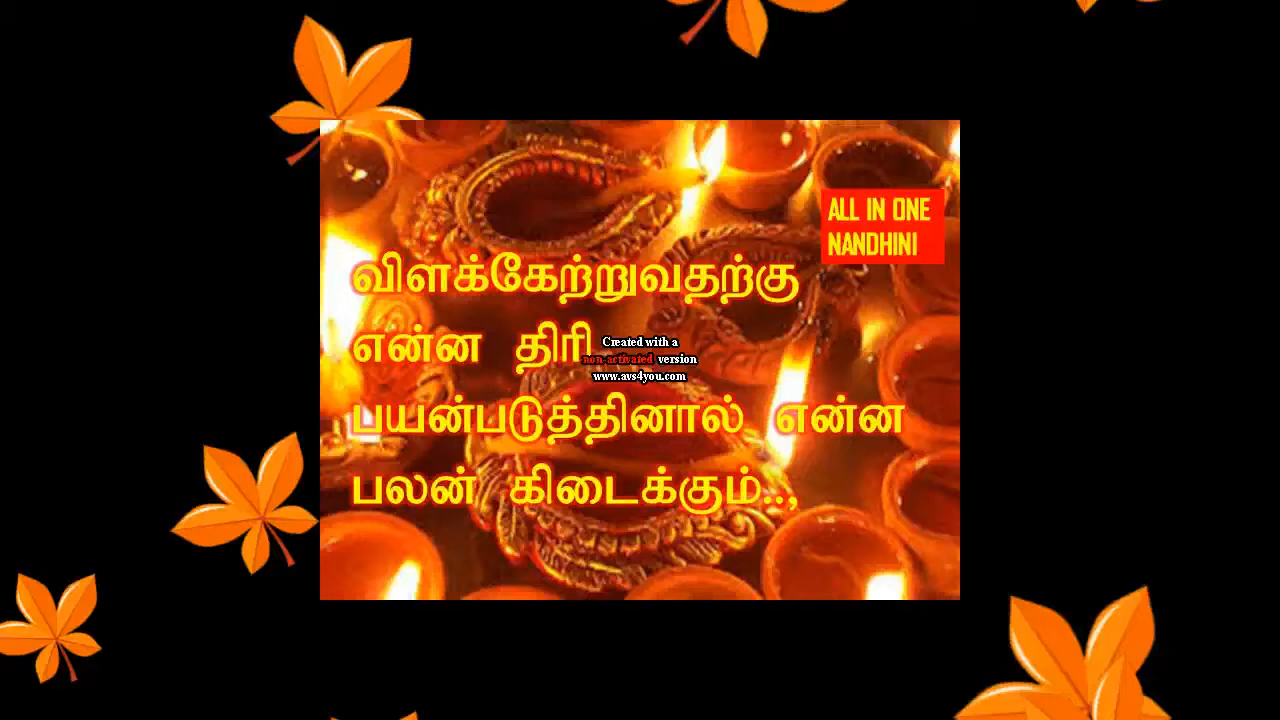 ALL IN ONE
NANDHINI
விளக்கேற்றுவதற்கு
என்ன திரி
Created with a
non-activated version
www.avs4you.com
பயன்படுத்தினால் என்ன
பலன் கிடைக்கும்..,